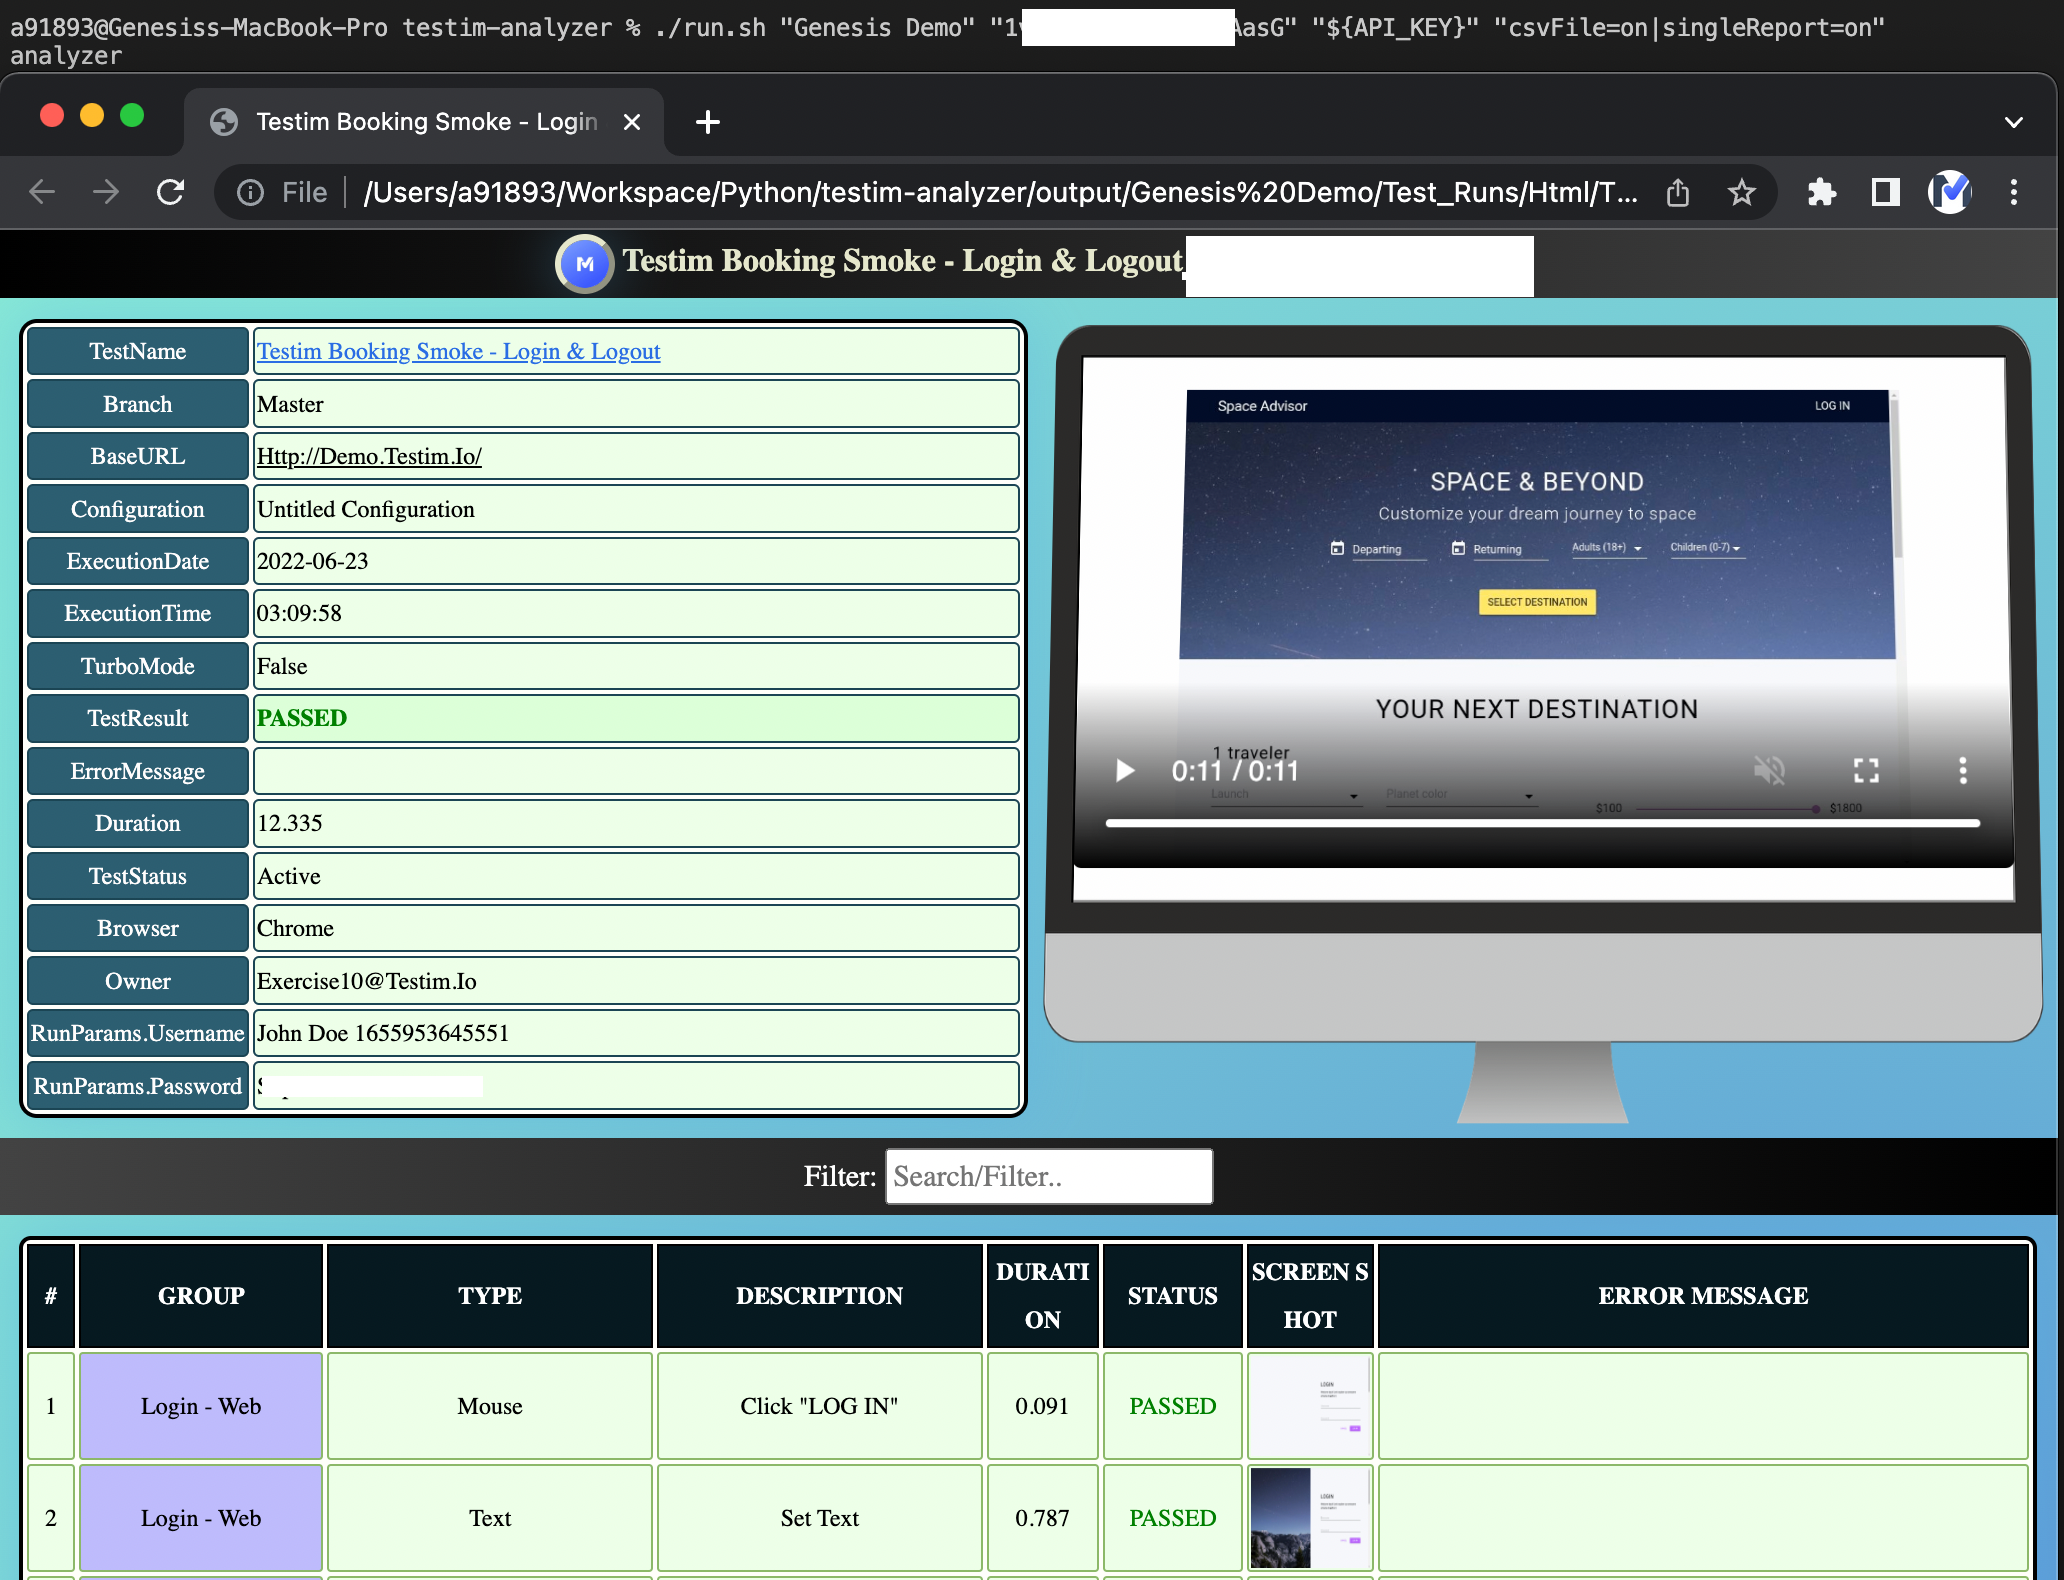 a91893@Genesiss-MacBook-Pro testim-analyzer % ./run.sh "Genesis Demo" "1 AasG" "${API_KEY}" "csvFile=on|singleReport=on"
analyzer
Testim Booking Smoke - Login
File /Users/a91893/Workspace/Python/testim-analyzer/output/Genesis%20Demo/Test_Runs/Html/T...
Testim Booking Smoke - Login & Logout
TestName Testim Booking Smoke - Login & Logout
Branch Master
BaseURL Http://Demo.Testim.Io/
Configuration Untitled Configuration
ExecutionDate 2022-06-23
ExecutionTime 03:09:58
TurboMode False
TestResult PASSED
ErrorMessage
Duration 12.335
TestStatus Active
Browser Chrome
Owner Exercise10@Testim.Io
RunParams.Username John Doe 1655953645551
RunParams.Password
Space Advisor LOG IN
SPACE & BEYOND
Customize your dream journey to space
Departing Returning Adults (18+) Children (0-7)
SELECT DESTINATION
YOUR NEXT DESTINATION
1 traveler
0:11 / 0:11
Launch Planet color $100 $1800
Filter: Search/Filter..
# GROUP TYPE DESCRIPTION DURATI
ON STATUS SCREEN S
HOT ERROR MESSAGE
1 Login - Web Mouse Click "LOG IN" 0.091 PASSED
2 Login - Web Text Set Text 0.787 PASSED